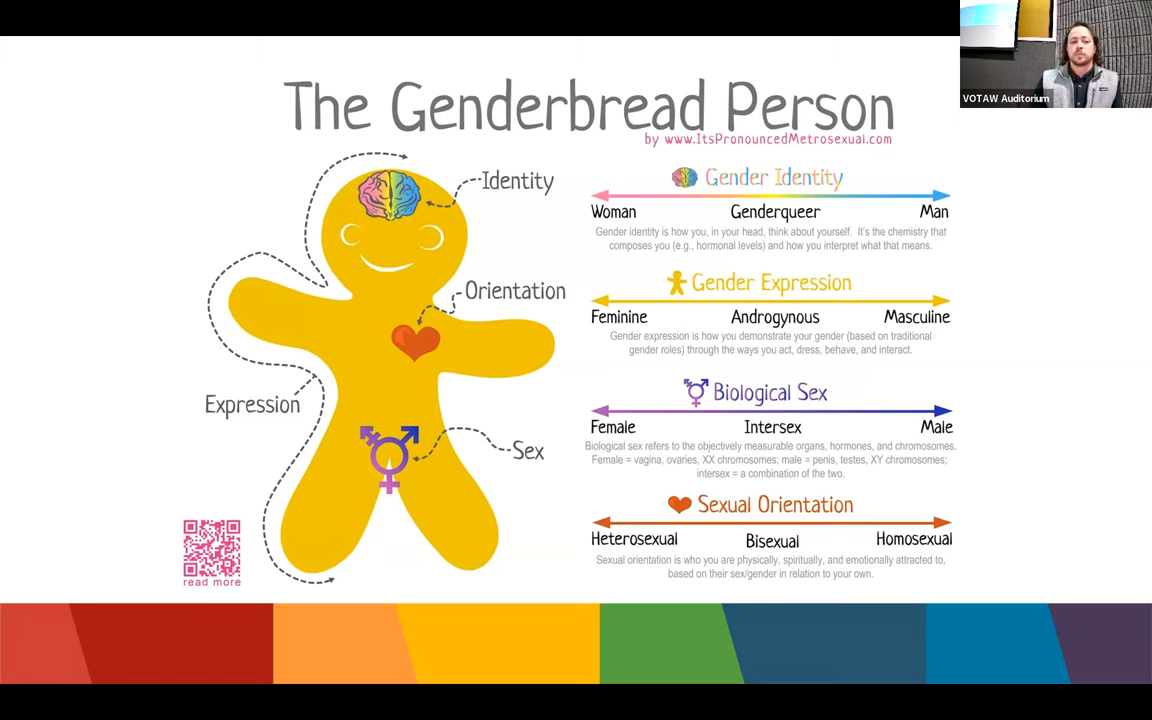 VOTAW Auditorium
The Genderbread Person
by www.ItsPronouncedMetrosexual.com
Identity
Orientation
Expression
Sex
read more
Gender Identity
Woman Genderqueer Man
Gender identity is how you, in your head, think about yourself. It's the chemistry that
composes you (e.g., hormonal levels) and how you interpret what that means.
Gender Expression
Feminine Androgynous Masculine
Gender expression is how you demonstrate your gender (based on traditional
gender roles) through the ways you act, dress, behave, and interact.
Biological Sex
Female Intersex Male
Biological sex refers to the objectively measurable organs, hormones, and chromosomes.
Female = vagina, ovaries, XX chromosomes; male = penis, testes, XY chromosomes;
intersex = a combination of the two.
Sexual Orientation
Heterosexual Bisexual Homosexual
Sexual orientation is who you are physically, spiritually, and emotionally attracted to,
based on their sex/gender in relation to your own.